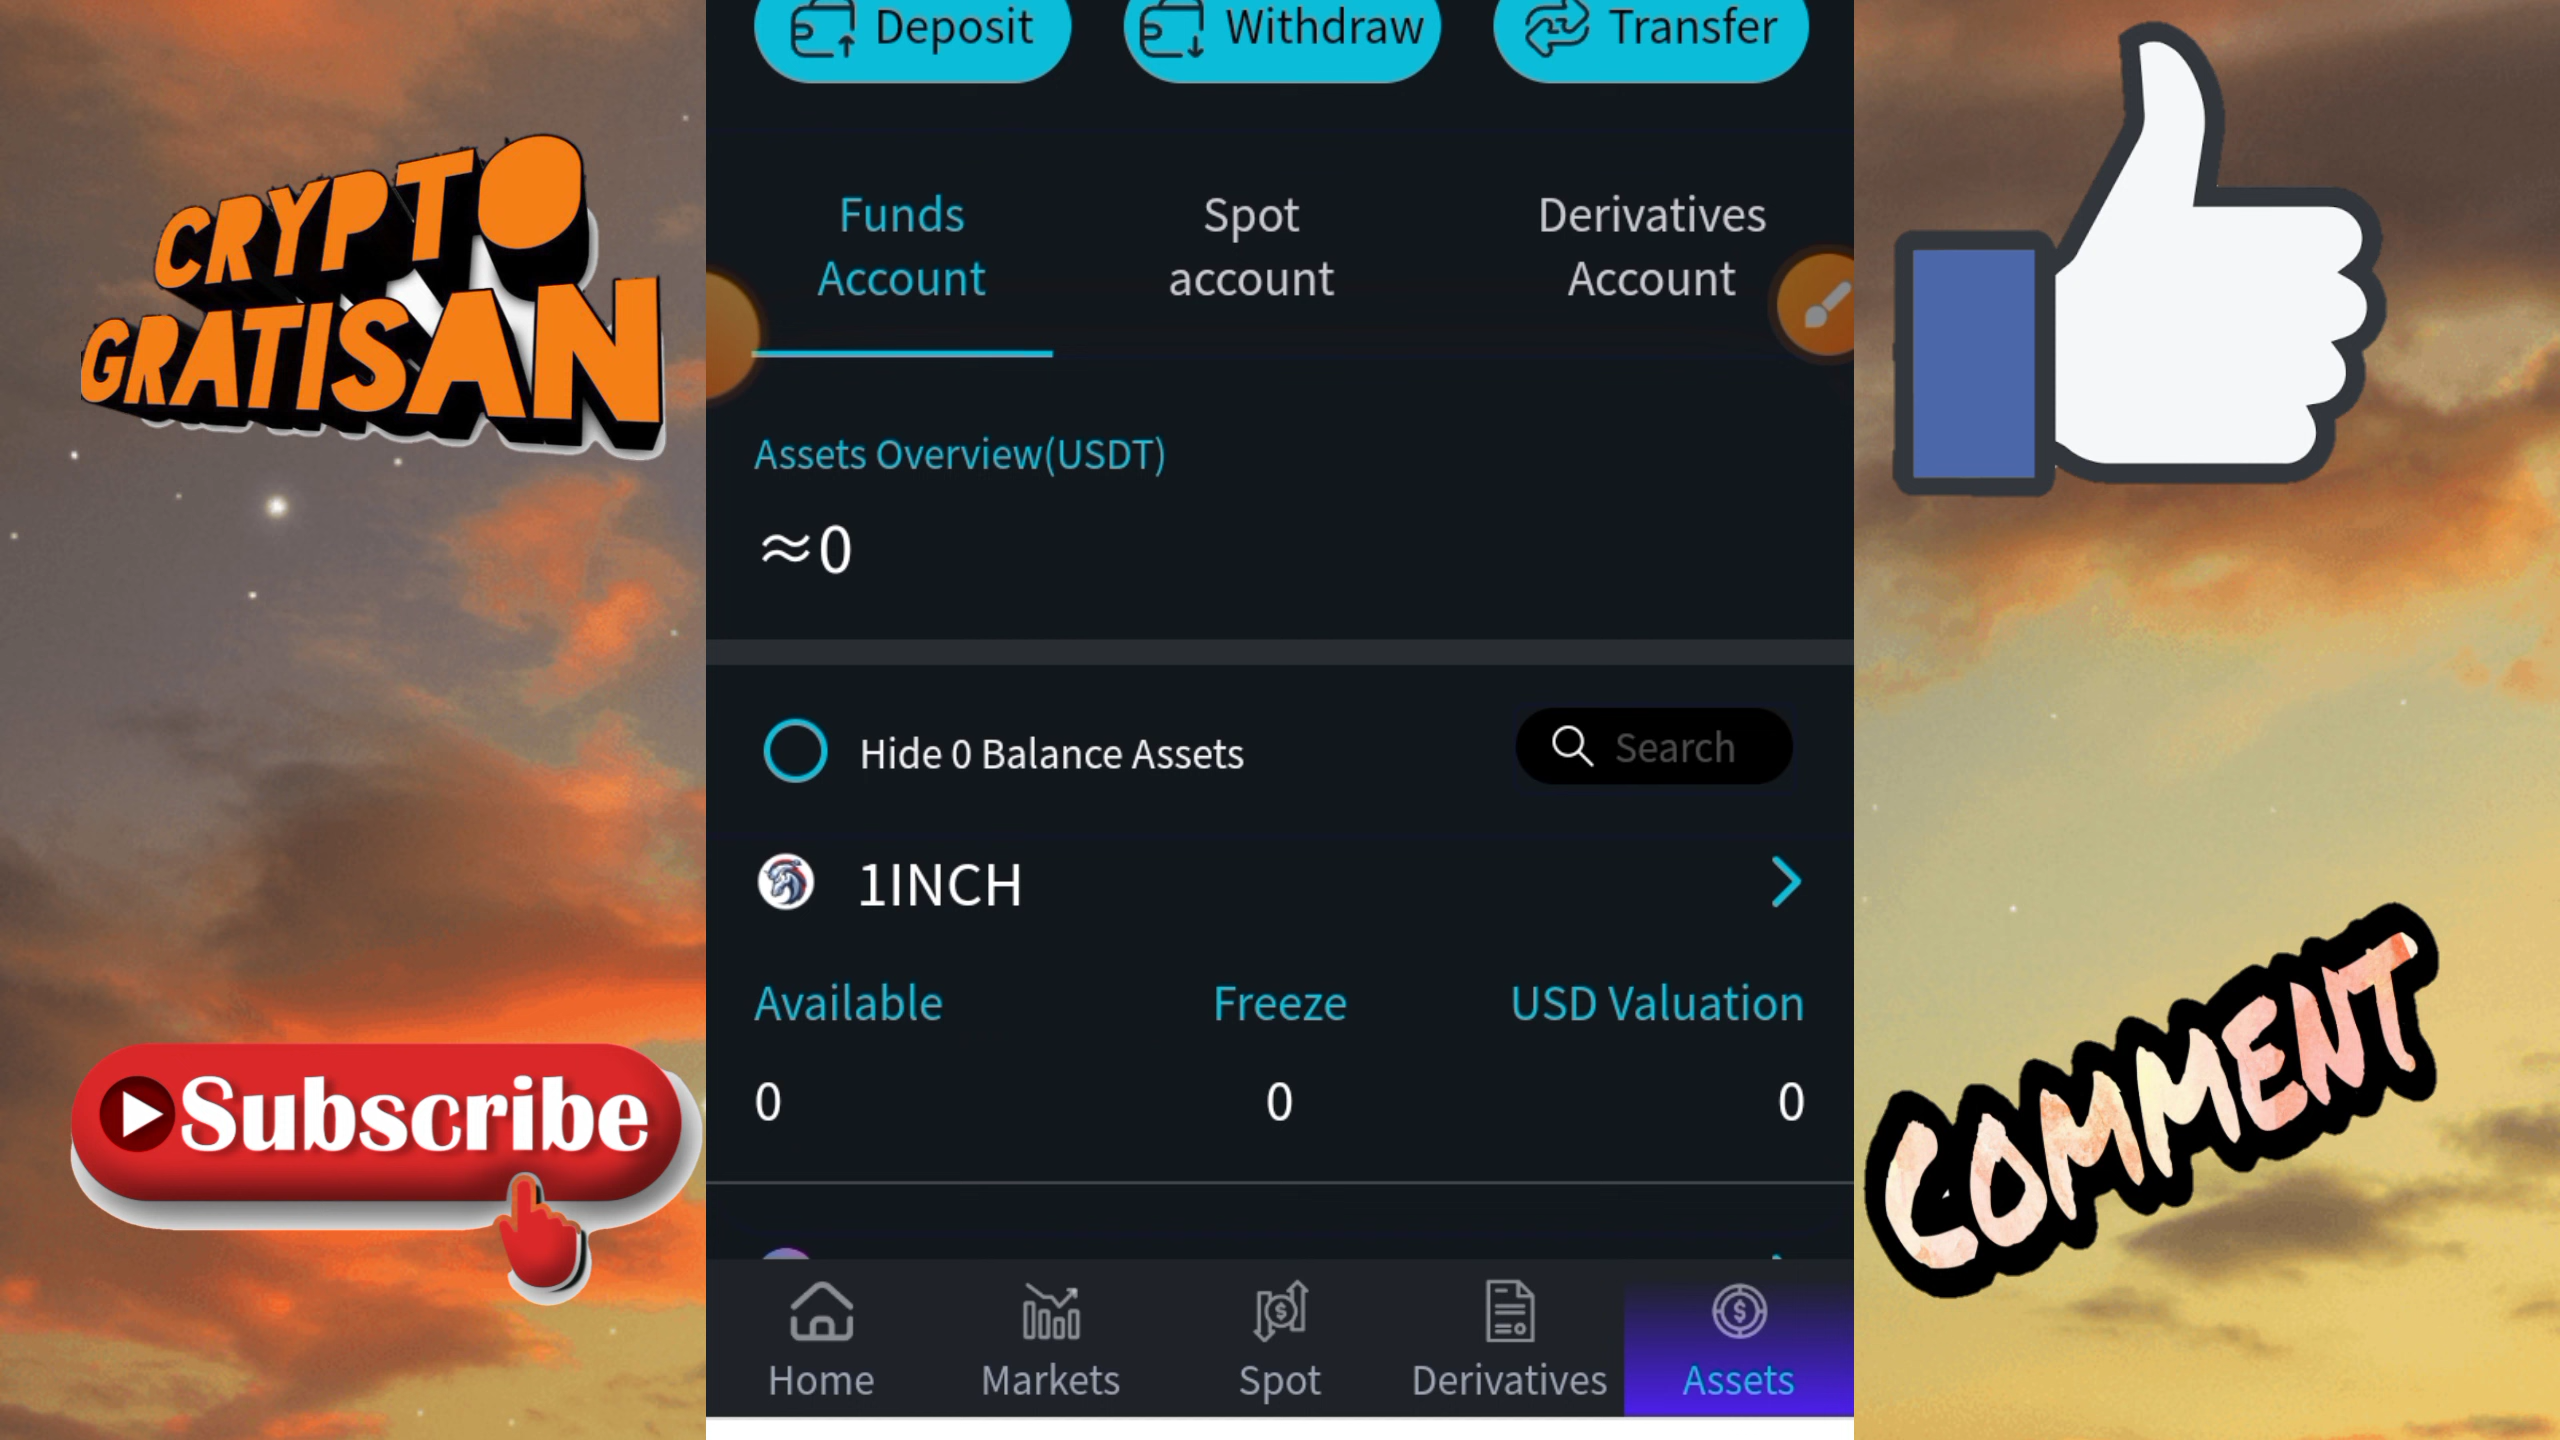 CRYPTO
GRATISAN
Subscribe
Deposit
Withdraw
Transfer
Funds
Account
Spot
account
Derivatives
Account
Assets Overview(USDT)
≈0
Hide 0 Balance Assets
Search
1INCH
Available
Freeze
USD Valuation
0
0
0
Home
Markets
Spot
Derivatives
Assets
COMMENT